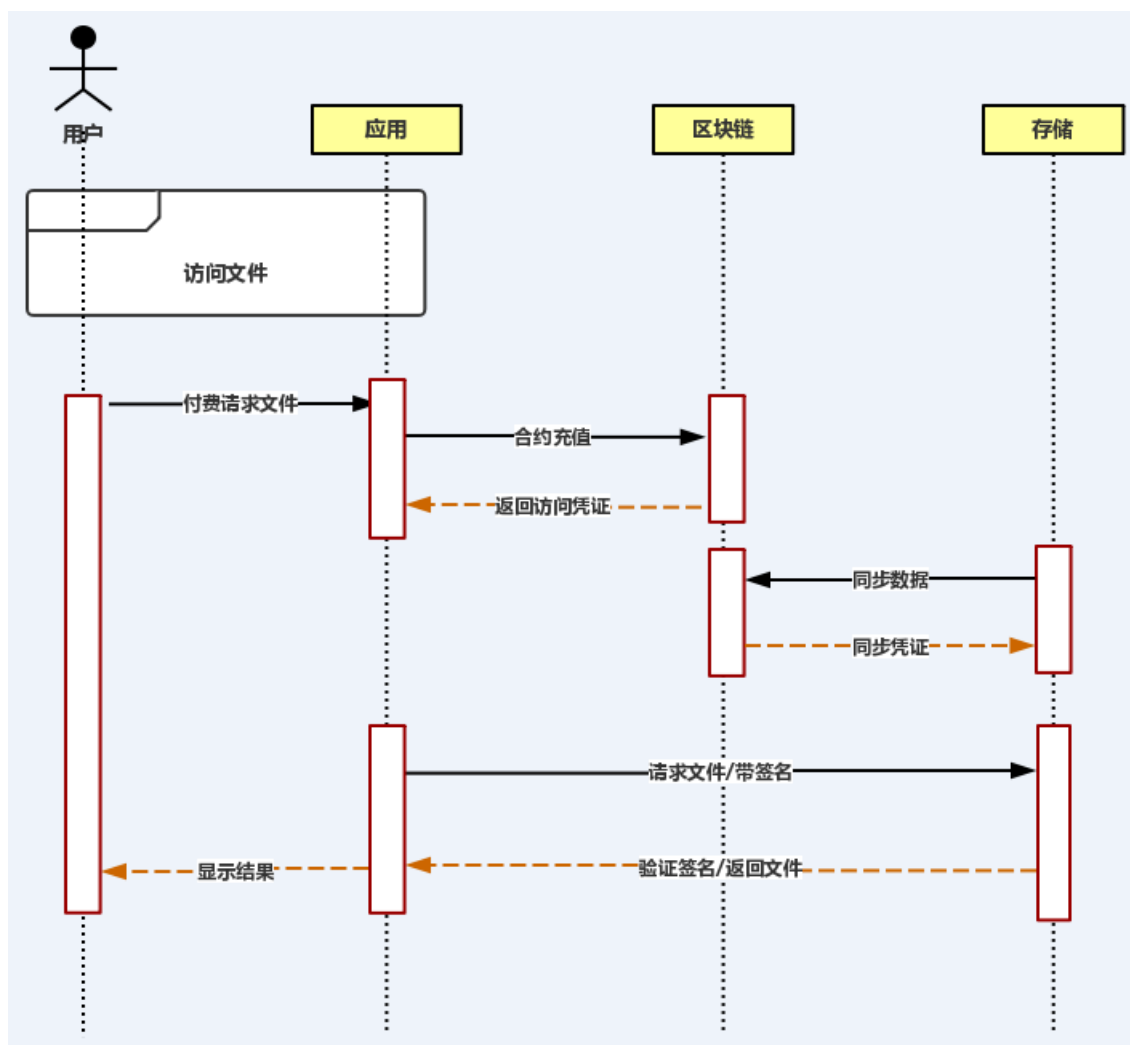 用户
应用
区块链
存储
访问文件
付费请求文件
合约充值
返回访问凭证
同步数据
同步凭证
请求文件/带签名
验证签名/返回文件
显示结果